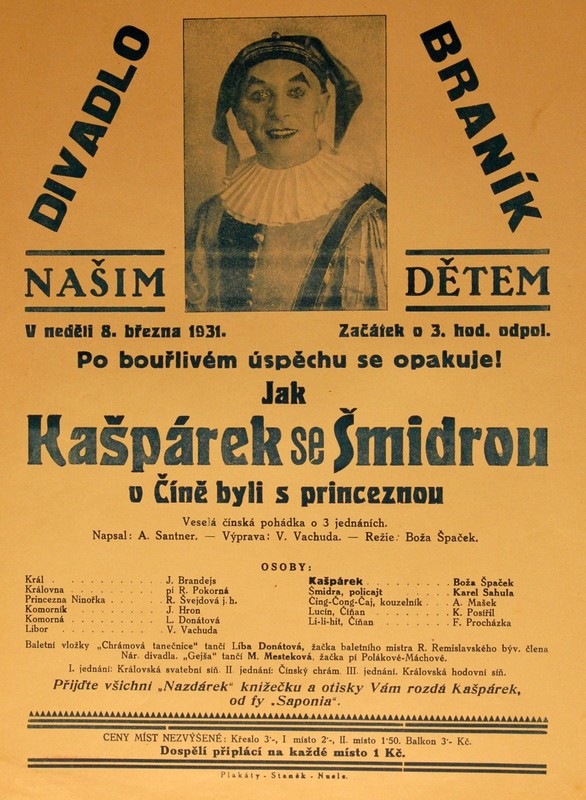 DIVADLO BRANÍK
NAŠIM DĚTEM
V neděli 8. března 1931. Začátek o 3. hod. odpol.
Po bouřlivém úspěchu se opakuje!
Jak
Kašpárek se Šmidrou
v Číně byli s princeznou
Veselá čínská pohádka o 3 jednáních.
Napsal: A. Santner. — Výprava: V. Vachuda. — Režie: Boža Špaček.
OSOBY:
Král . . . . . . . . . . J. Brandejs
Královna . . . . . . . . pí R. Pokorná
Princezna Ninořka . . . . . R. Švejdová j. h.
Komorník . . . . . . . . J. Hron
Komorná . . . . . . . . L. Donátová
Libor . . . . . . . . . V. Vachuda
Kašpárek . . . . . . . . Boža Špaček
Šmidra, policajt . . . . . Karel Sahula
Čing-Čong-Čaj, kouzelník . . A. Mašek
Lucín, Číňan . . . . . . K. Posířil
Li-li-hit, Číňan . . . . . F. Procházka
Baletní vložky „Chrámová tanečnice" tančí Líba Donátová, žačka baletního mistra R. Remislavského býv. člena
Nár. divadla. „Gejša" tančí M. Mesteková, žačka pí Polákové-Máchové.
I. jednání: Královská svatební síň. II. jednání: Čínský chrám. III. jednání. Královská hodovní síň.
Přijďte všichni „Nazdárek" knížečku a otisky Vám rozdá Kašpárek,
od fy „Saponia".
CENY MÍST NEZVÝŠENÉ: Křeslo 3·-, I místo 2·-, II. místo 1·50. Balkon 3·- Kč.
Dospělí připlácí na každé místo 1 Kč.
Plakáty - Staněk - Nusle.